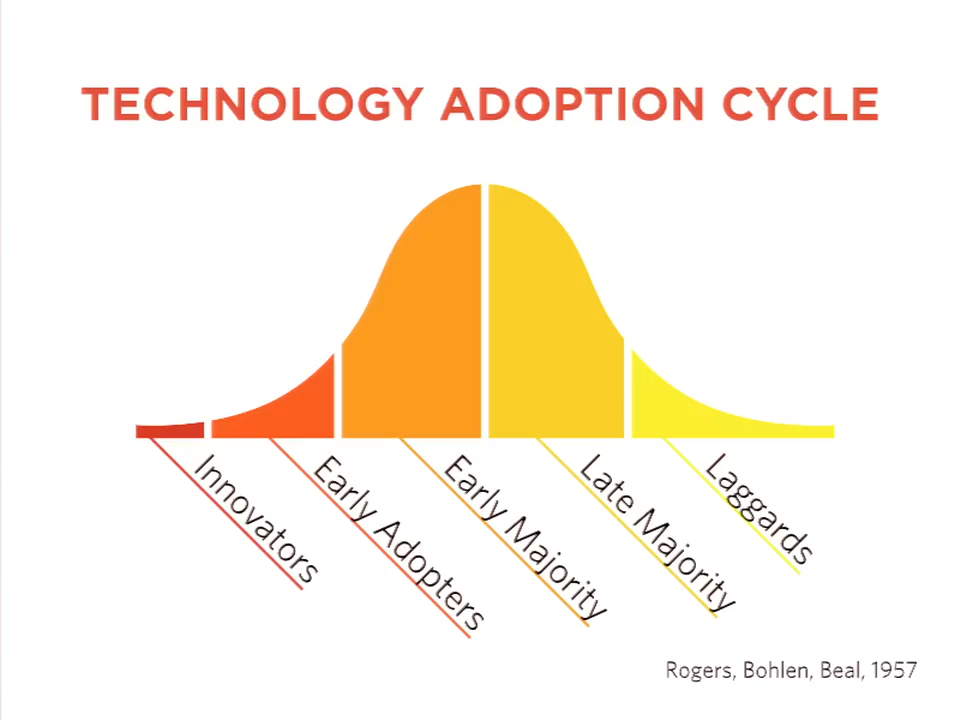 TECHNOLOGY ADOPTION CYCLE
Innovators
Early Adopters
Early Majority
Late Majority
Laggards
Rogers, Bohlen, Beal, 1957